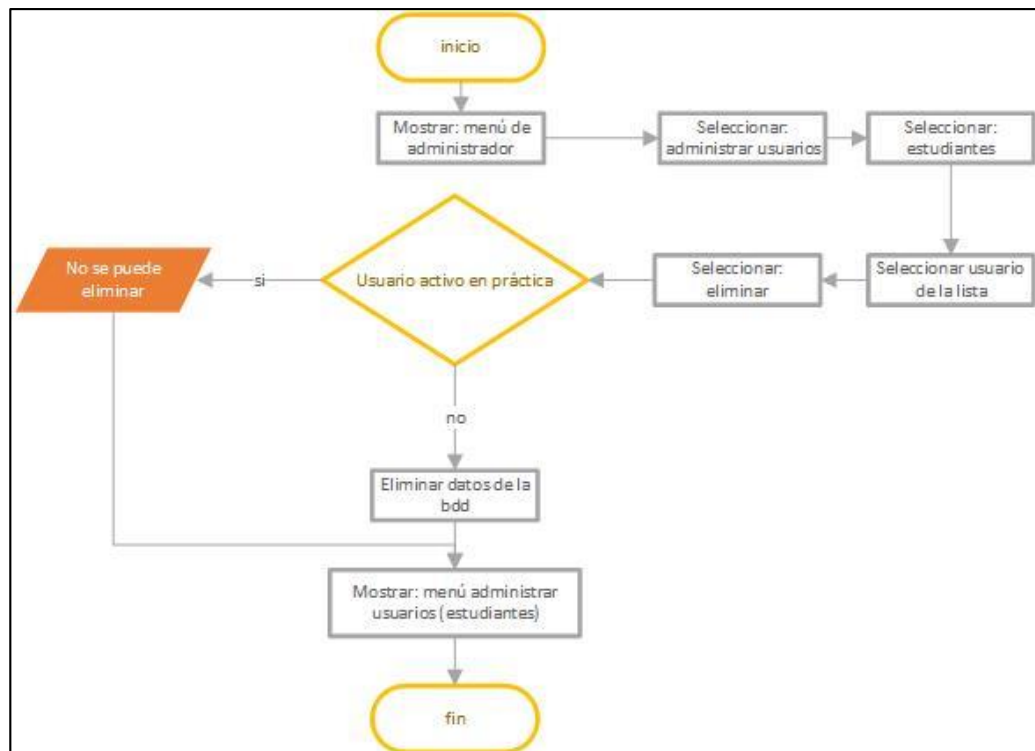 inicio
Mostrar: menú de
administrador
Seleccionar:
administrar usuarios
Seleccionar:
estudiantes
Seleccionar usuario
de la lista
Seleccionar:
eliminar
Usuario activo en práctica
si
No se puede
eliminar
no
Eliminar datos de la
bdd
Mostrar: menú administrar
usuarios (estudiantes)
fin